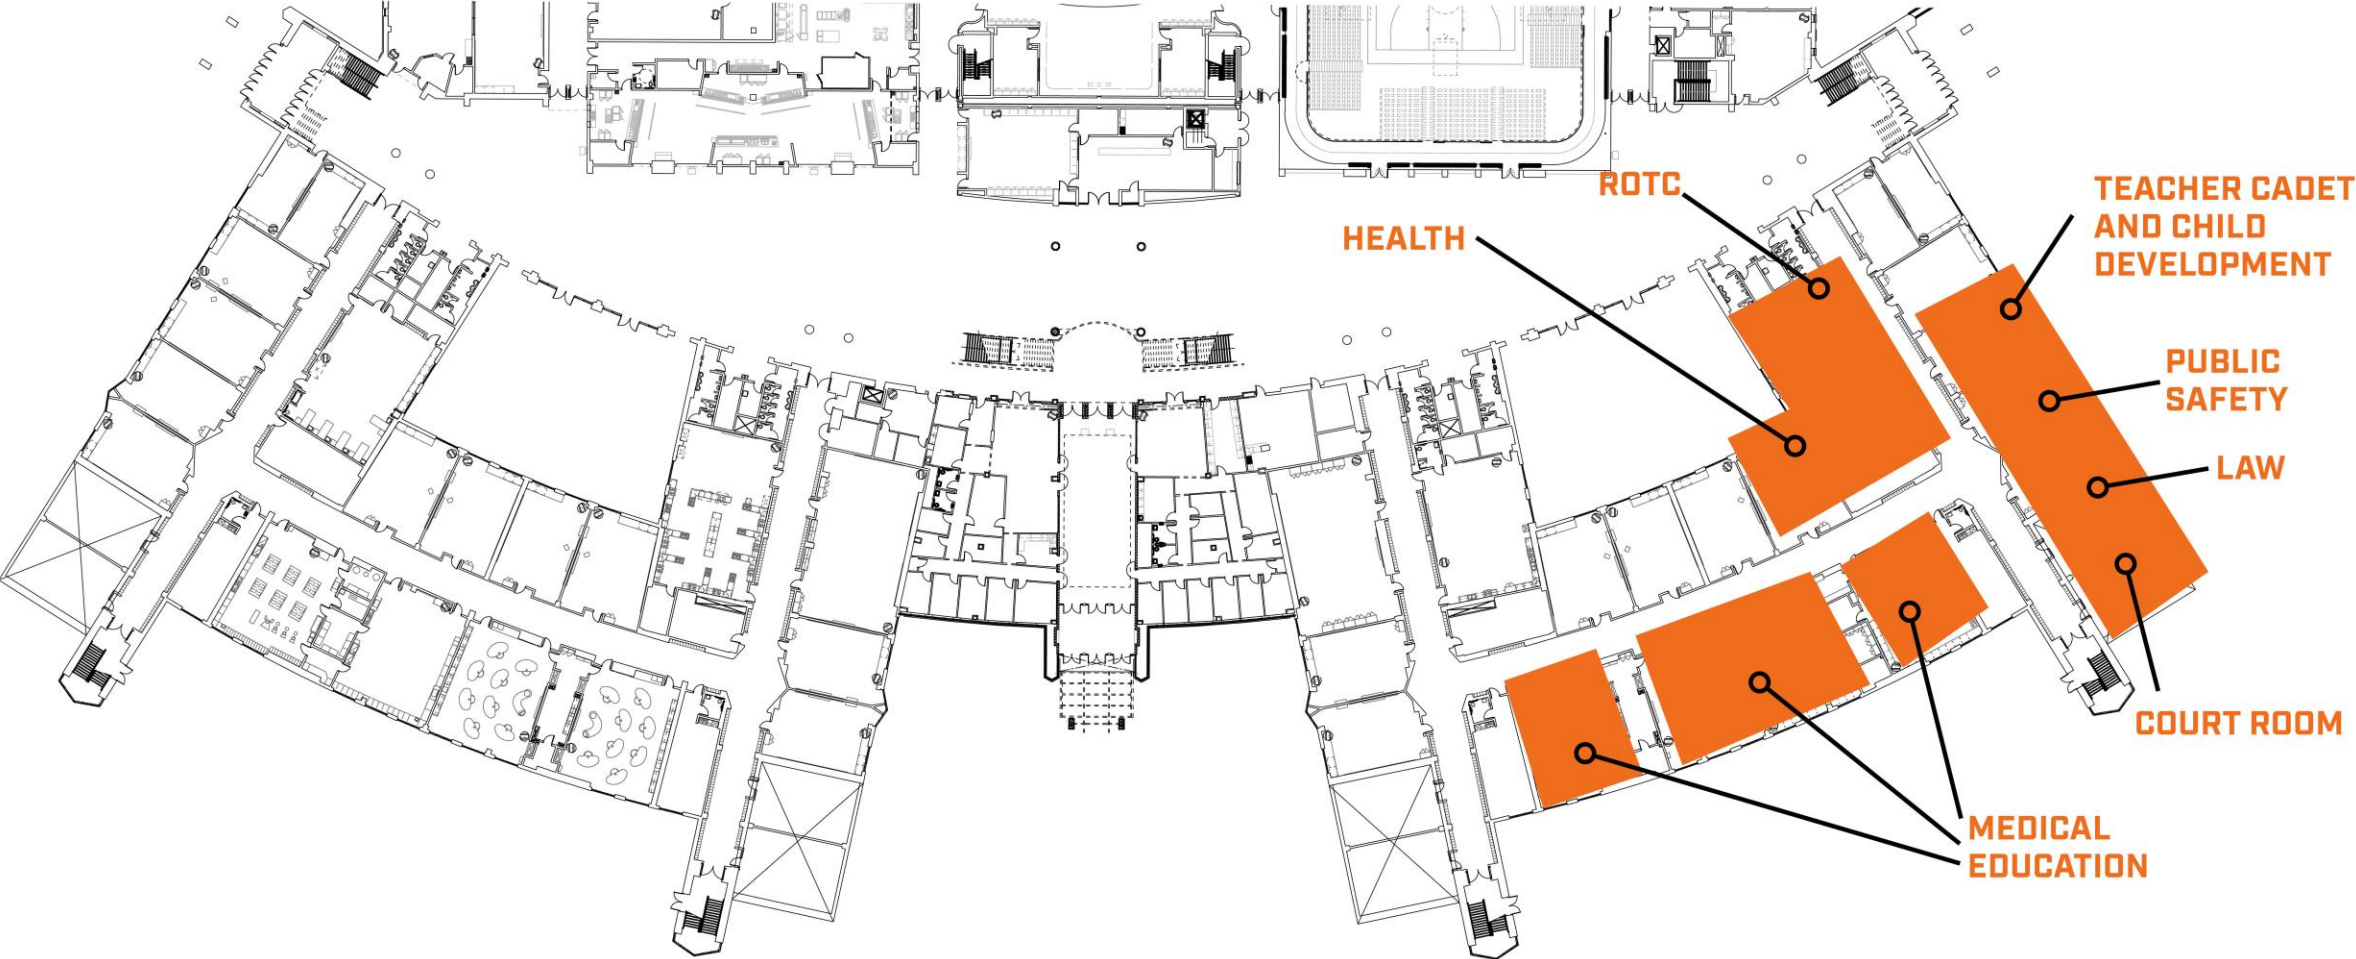 ROTC
TEACHER CADET
AND CHILD
DEVELOPMENT
HEALTH
PUBLIC
SAFETY
LAW
COURT ROOM
MEDICAL
EDUCATION